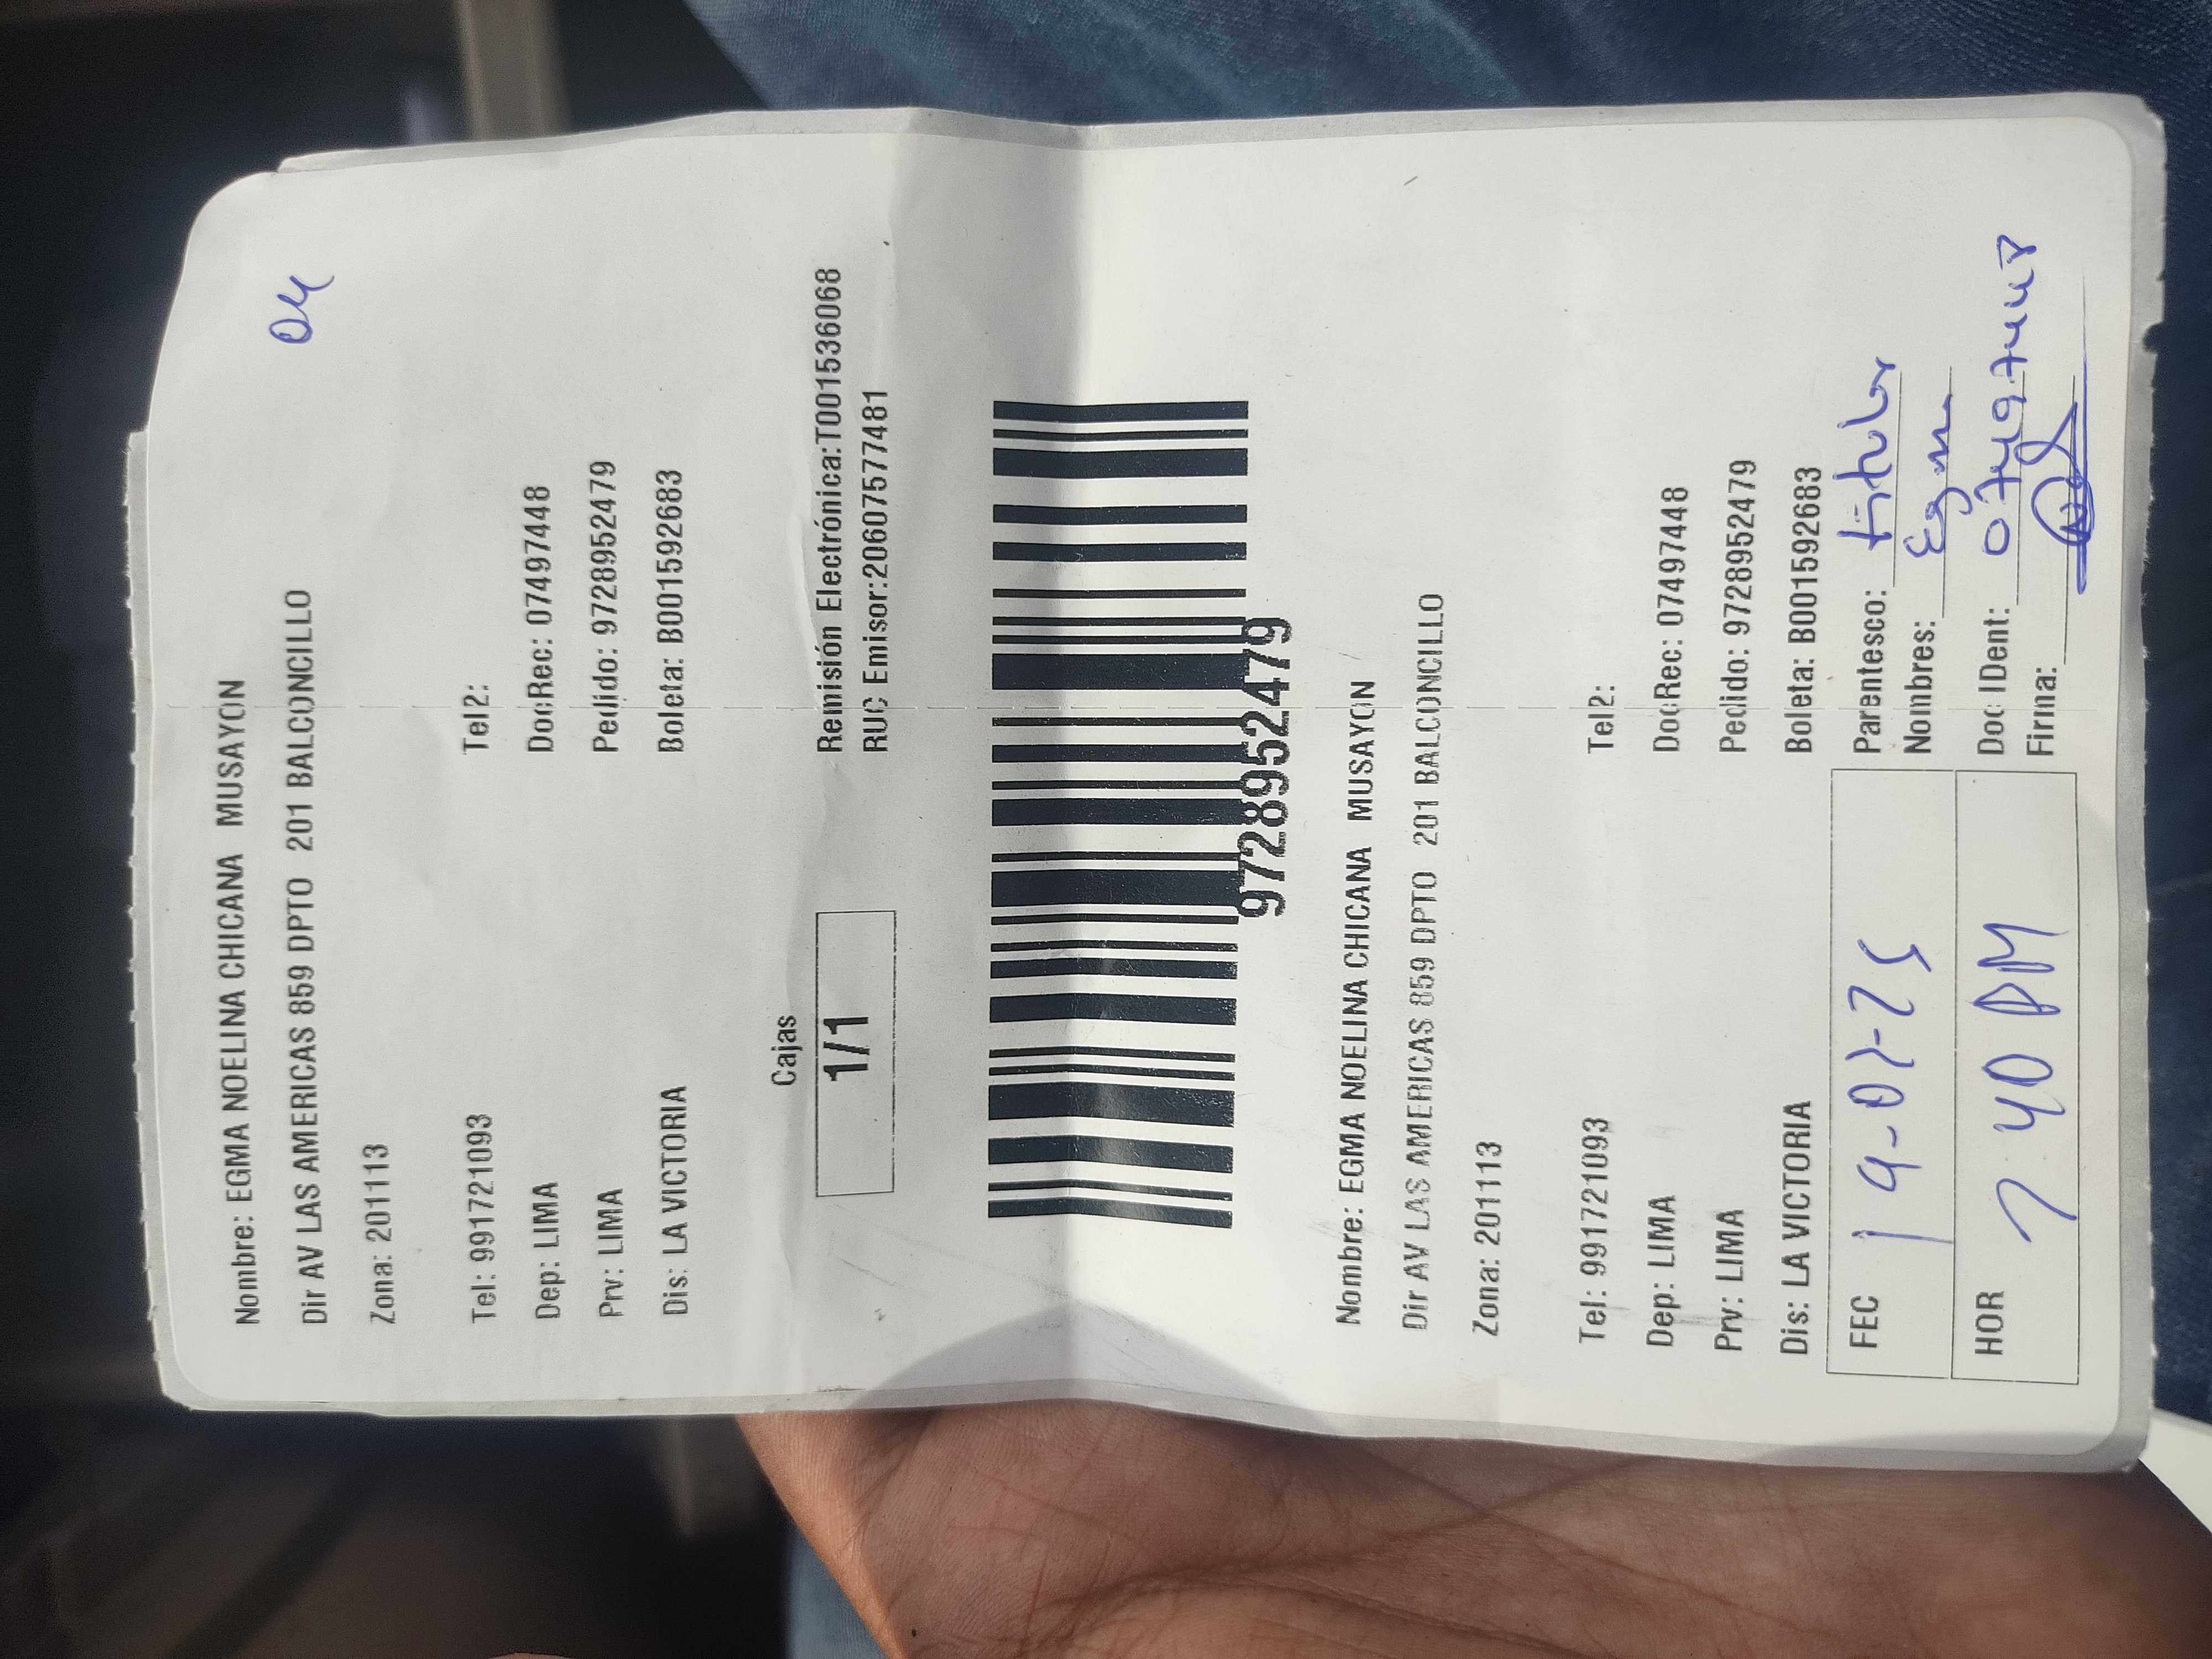 04
Nombre: EGMA NOELINA CHICANA MUSAYON
Dir AV LAS AMERICAS 859 DPTO 201 BALCONCILLO
Zona: 201113
Tel: 991721093 Tel2:
Dep: LIMA DocRec: 07497448
Prv: LIMA Pedido: 9728952479
Dis: LA VICTORIA Boleta: B001592683
Cajas
1/1
Remisión Electrónica:T001536068
RUC Emisor:20607577481
9728952479
Nombre: EGMA NOELINA CHICANA MUSAYON
Dir AV LAS AMERICAS 859 DPTO 201 BALCONCILLO
Zona: 201113
Tel: 991721093 Tel2:
Dep: LIMA DocRec: 07497448
Prv: LIMA Pedido: 9728952479
Dis: LA VICTORIA Boleta: B001592683
FEC 19-07-25 Parentesco: titular
Nombres: Egma
HOR 7:40 PM Doc IDent: 07497448
Firma: